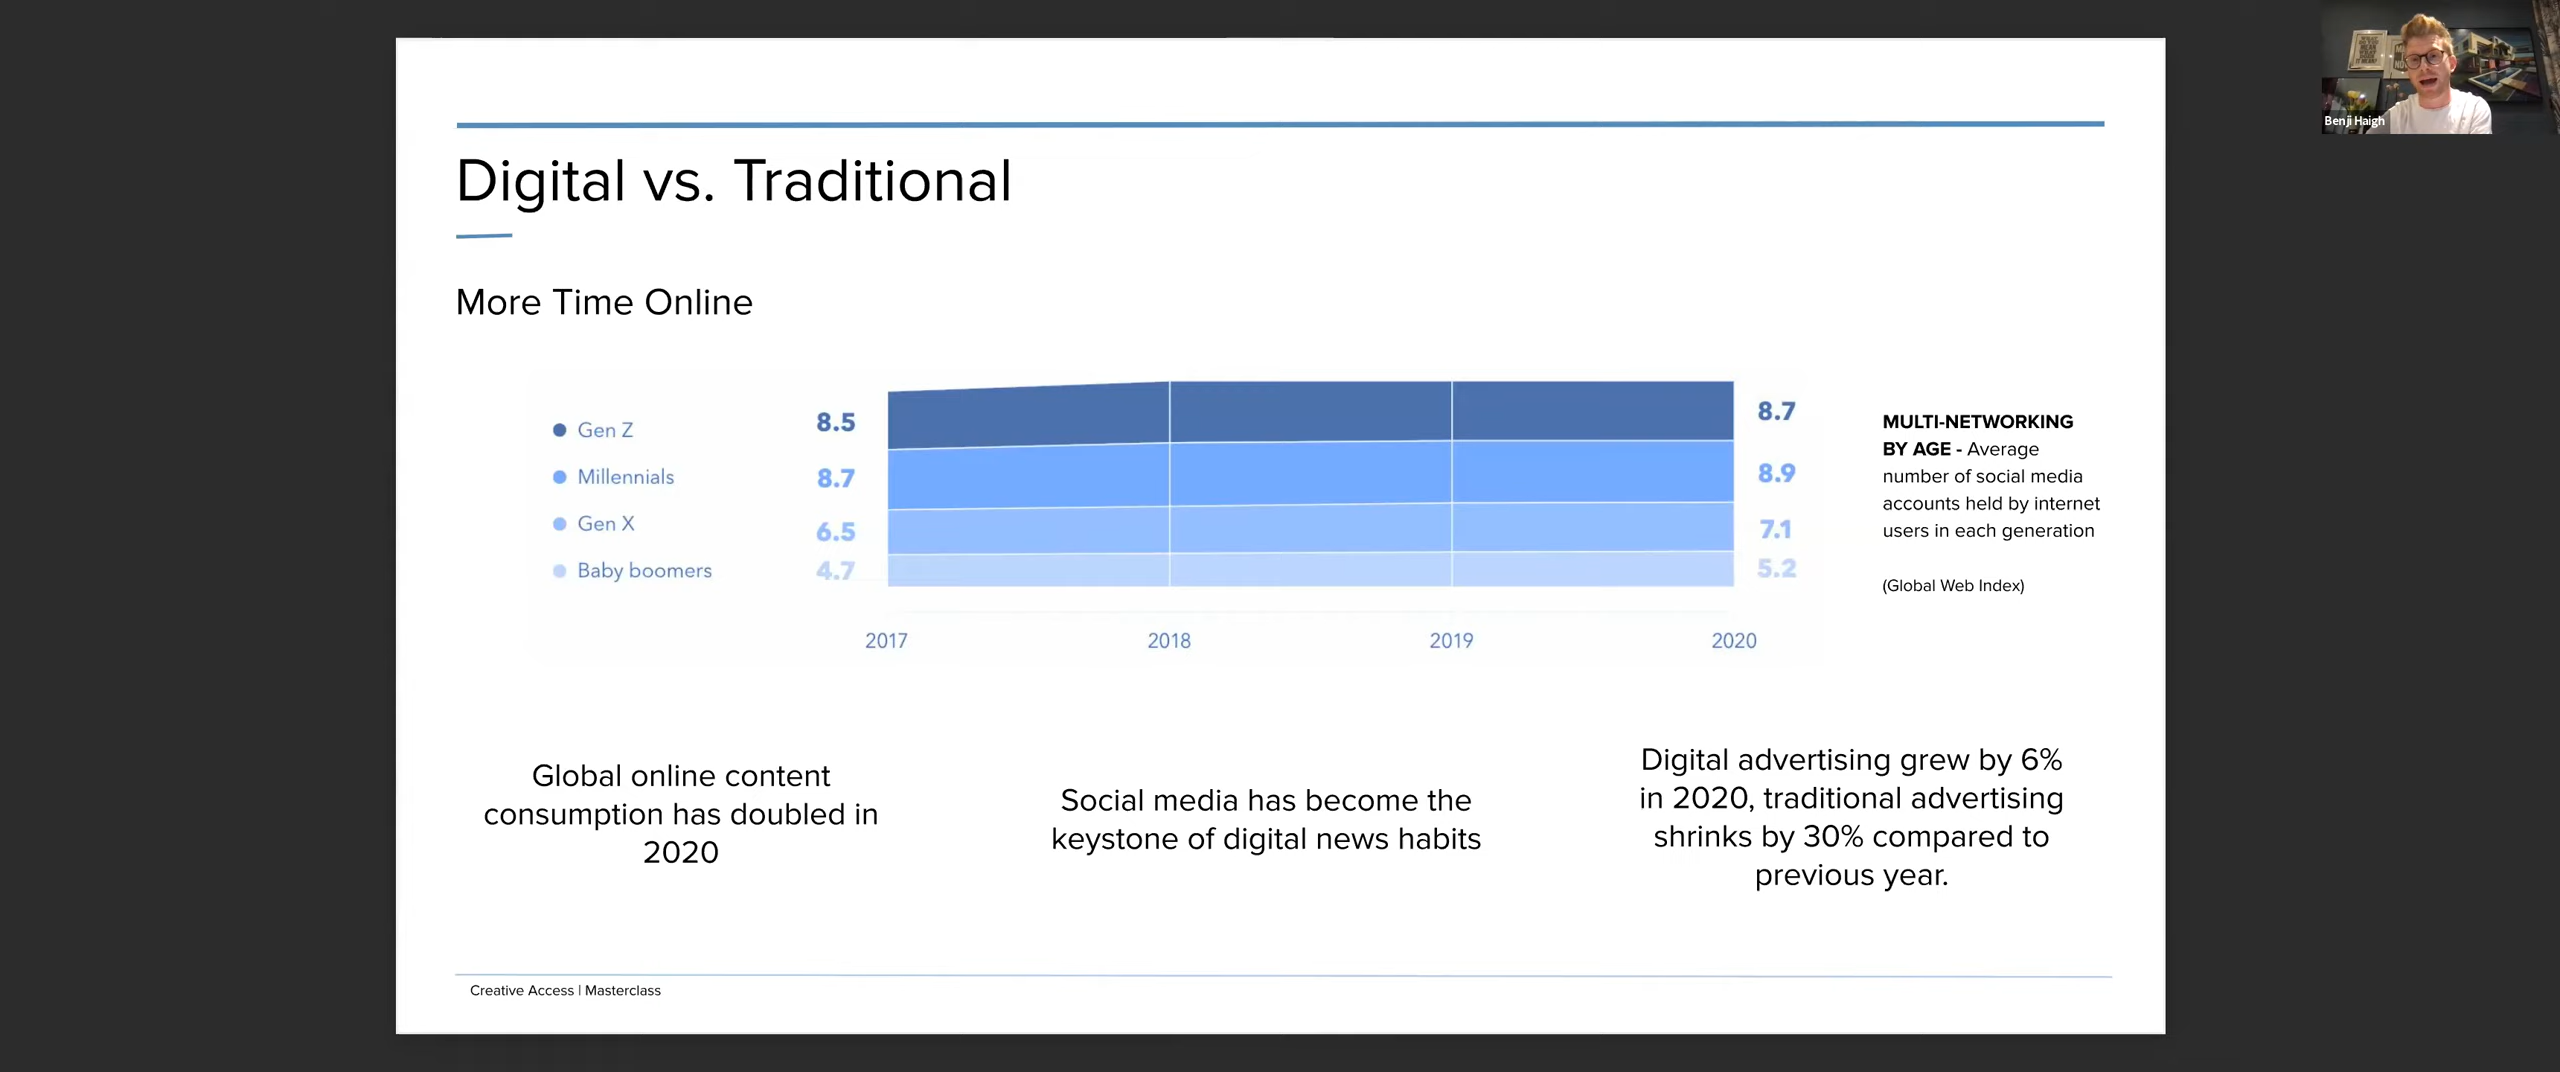 Benji Haigh
Digital vs. Traditional
More Time Online
Gen Z
Millennials
Gen X
Baby boomers
8.5
8.7
6.5
4.7
8.7
8.9
7.1
5.2
2017
2018
2019
2020
MULTI-NETWORKING
BY AGE - Average
number of social media
accounts held by internet
users in each generation
(Global Web Index)
Global online content
consumption has doubled in
2020
Social media has become the
keystone of digital news habits
Digital advertising grew by 6%
in 2020, traditional advertising
shrinks by 30% compared to
previous year.
Creative Access | Masterclass